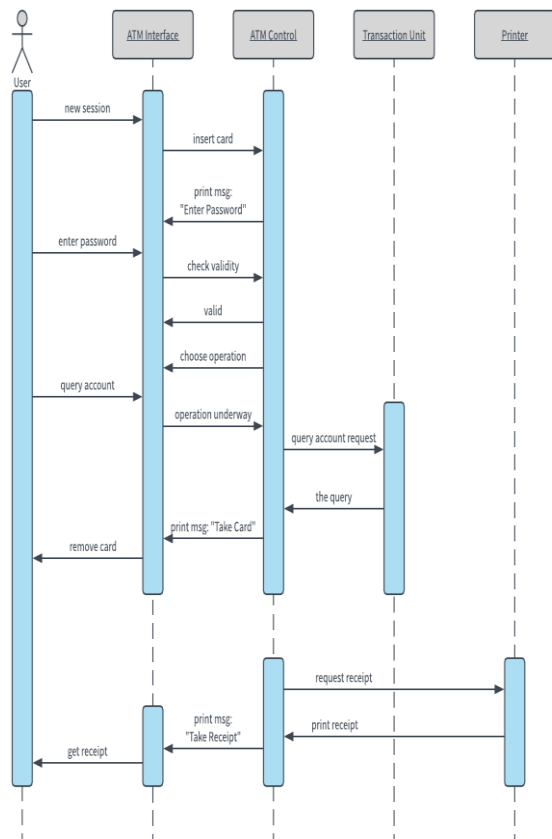 ATM Interface
ATM Control
Transaction Unit
Printer
User
new session
insert card
print msg:
"Enter Password"
enter password
check validity
valid
choose operation
query account
operation underway
query account request
the query
print msg: "Take Card"
remove card
request receipt
print msg:
"Take Receipt"
print receipt
get receipt